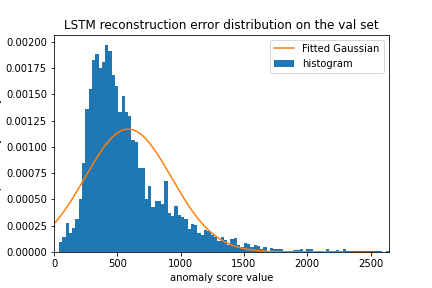 LSTM reconstruction error distribution on the val set
Fitted Gaussian
histogram
0.00200
0.00175
0.00150
0.00125
0.00100
0.00075
0.00050
0.00025
0.00000
0 500 1000 1500 2000 2500
anomaly score value